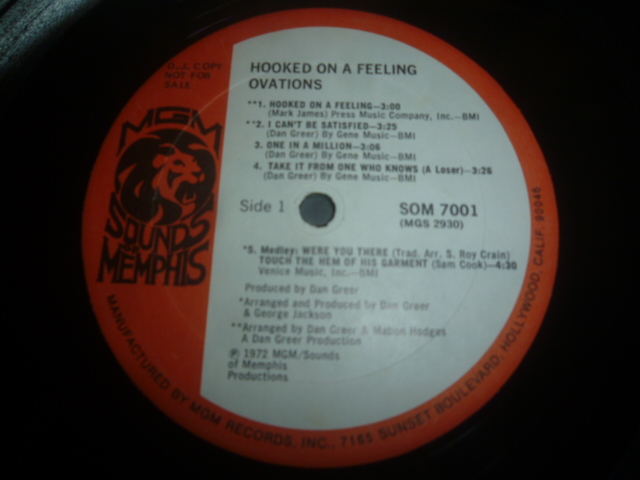 COPY
NOT FOR
SALE
HOOKED ON A FEELING
OVATIONS
**1. HOOKED ON A FEELING—3:00
(Mark James) Press Music Company, Inc.—BMI
**2. I CAN'T BE SATISFIED—3:25
(Dan Greer) By Gene Music—BMI
3. ONE IN A MILLION—3:06
(Dan Greer) By Gene Music—BMI
4. TAKE IT FROM ONE WHO KNOWS (A Loser)—3:26
(Dan Greer) By Gene Music—BMI
MGM
SOUNDS
OF
MEMPHIS
Side 1
SOM 7001
(MGS 2930)
*5. Medley: WERE YOU THERE (Trad. Arr. S. Roy Crain)
TOUCH THE HEM OF HIS GARMENT (Sam Cook)—4:30
Venice Music, Inc.—BMI
Produced by Dan Greer
*Arranged and Produced by Dan Greer
& George Jackson
**Arranged by Dan Greer & Mabon Hodges
A Dan Greer Production
℗ 1972 MGM/Sounds
of Memphis
Productions
MANUFACTURED BY MGM RECORDS, INC., 7165 SUNSET BOULEVARD, HOLLYWOOD, CALIF. 90046